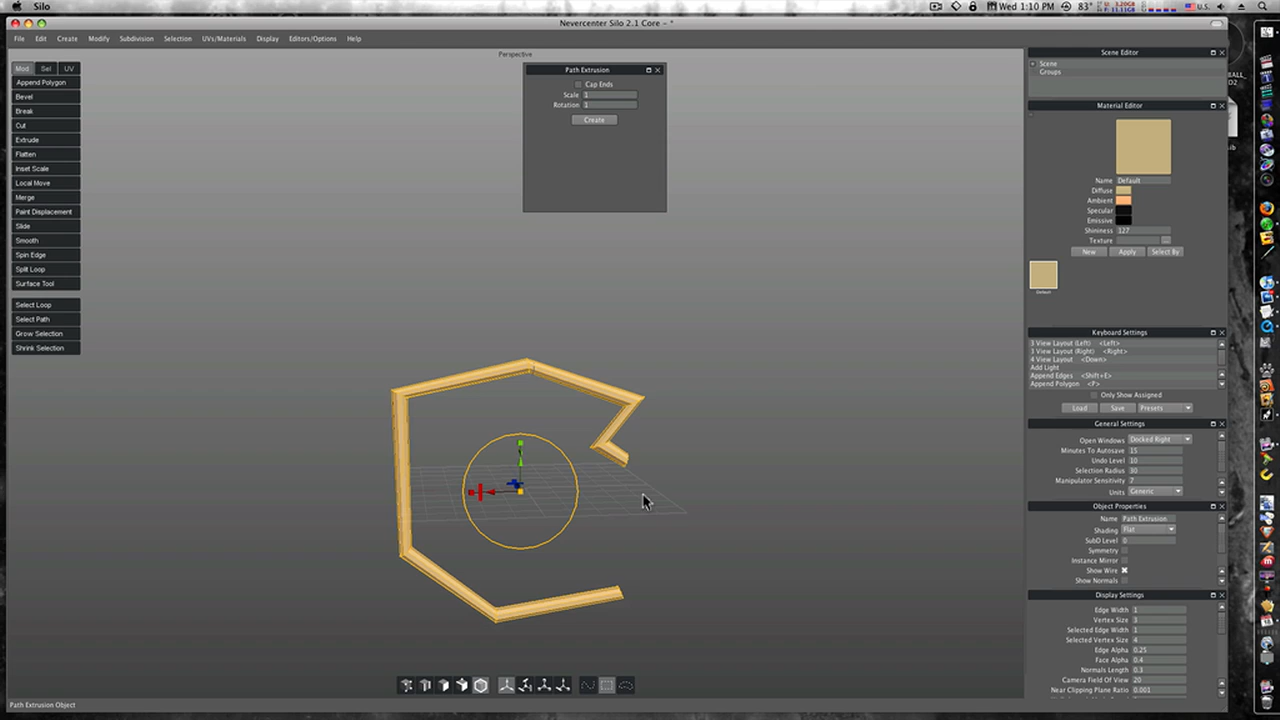 Silo
Wed 1:10 PM
83°
U.S.
Nevercenter Silo 2.1 Core - *
File Edit Create Modify Subdivision Selection UVs/Materials Display Editors/Options Help
Perspective
Mod Sel UV
Append Polygon
Bevel
Break
Cut
Extrude
Flatten
Inset Scale
Local Move
Merge
Paint Displacement
Slide
Smooth
Spin Edge
Split Loop
Surface Tool
Select Loop
Select Path
Grow Selection
Shrink Selection
Path Extrusion
Cap Ends
Scale 1
Rotation 1
Create
Scene Editor
Scene
Groups
Material Editor
Name Default
Diffuse
Ambient
Specular
Emissive
Shininess 127
Texture ...
New Apply Select By
Default
Keyboard Settings
3 View Layout (Left) <Left>
3 View Layout (Right) <Right>
4 View Layout <Down>
Add Light
Append Edges <Shift+E>
Append Polygon <P>
Only Show Assigned
Load Save Presets
General Settings
Open Windows Docked Right
Minutes To Autosave 15
Undo Level 10
Selection Radius 30
Manipulator Sensitivity 7
Units Generic
Object Properties
Name Path Extrusion
Shading Flat
SubD Level 0
Symmetry
Instance Mirror
Show Wire
Show Normals
Display Settings
Edge Width 1
Vertex Size 3
Selected Edge Width 1
Selected Vertex Size 4
Edge Alpha 0.25
Face Alpha 0.4
Normals Length 0.3
Camera Field Of View 20
Near Clipping Plane Ratio 0.001
Path Extrusion Object